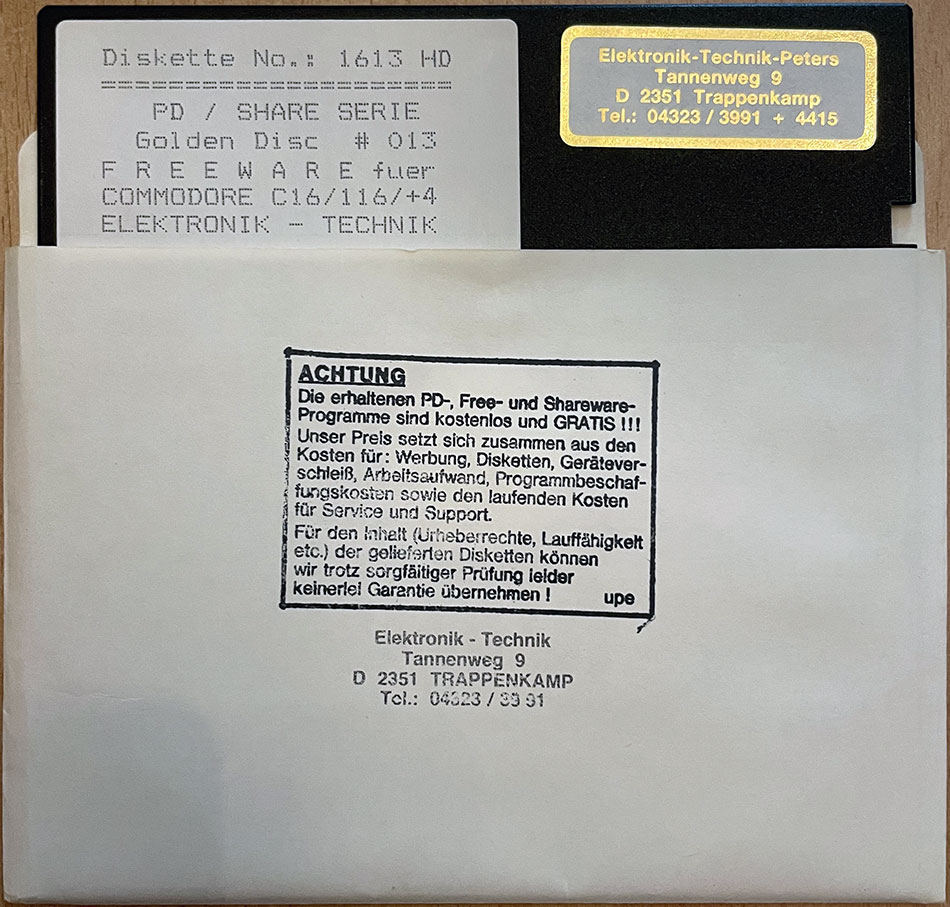 Diskette No.: 1613 HD
===================================
PD / SHARE SERIE
Golden Disc # 013
F R E E W A R E fuer
COMMODORE C16/116/+4
ELEKTRONIK - TECHNIK
Elektronik-Technik-Peters
Tannenweg 9
D 2351 Trappenkamp
Tel.: 04323 / 3991 + 4415
ACHTUNG
Die erhaltenen PD-, Free- und Shareware-
Programme sind kostenlos und GRATIS !!!
Unser Preis setzt sich zusammen aus den
Kosten für: Werbung, Disketten, Gerätever-
schleiß, Arbeitsaufwand, Programmbeschaf-
fungskosten sowie den laufenden Kosten
für Service und Support.
Für den Inhalt (Urheberrechte, Lauffähigkeit
etc.) der gelieferten Disketten können
wir trotz sorgfältiger Prüfung leider
keinerlei Garantie übernehmen ! upe
Elektronik - Technik
Tannenweg 9
D 2351 TRAPPENKAMP
Tel.: 04323 / 39 91